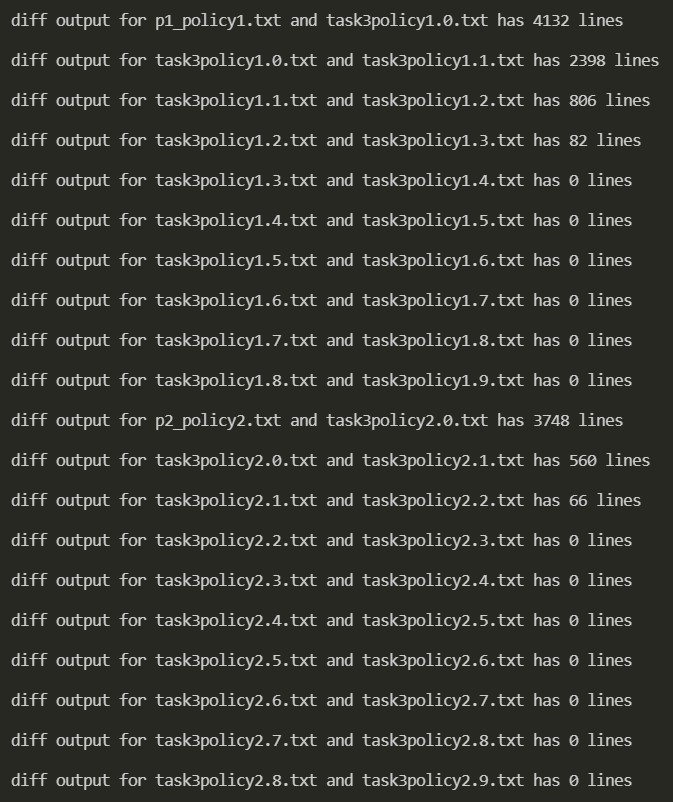 diff output for p1_policy1.txt and task3policy1.0.txt has 4132 lines
diff output for task3policy1.0.txt and task3policy1.1.txt has 2398 lines
diff output for task3policy1.1.txt and task3policy1.2.txt has 806 lines
diff output for task3policy1.2.txt and task3policy1.3.txt has 82 lines
diff output for task3policy1.3.txt and task3policy1.4.txt has 0 lines
diff output for task3policy1.4.txt and task3policy1.5.txt has 0 lines
diff output for task3policy1.5.txt and task3policy1.6.txt has 0 lines
diff output for task3policy1.6.txt and task3policy1.7.txt has 0 lines
diff output for task3policy1.7.txt and task3policy1.8.txt has 0 lines
diff output for task3policy1.8.txt and task3policy1.9.txt has 0 lines
diff output for p2_policy2.txt and task3policy2.0.txt has 3748 lines
diff output for task3policy2.0.txt and task3policy2.1.txt has 560 lines
diff output for task3policy2.1.txt and task3policy2.2.txt has 66 lines
diff output for task3policy2.2.txt and task3policy2.3.txt has 0 lines
diff output for task3policy2.3.txt and task3policy2.4.txt has 0 lines
diff output for task3policy2.4.txt and task3policy2.5.txt has 0 lines
diff output for task3policy2.5.txt and task3policy2.6.txt has 0 lines
diff output for task3policy2.6.txt and task3policy2.7.txt has 0 lines
diff output for task3policy2.7.txt and task3policy2.8.txt has 0 lines
diff output for task3policy2.8.txt and task3policy2.9.txt has 0 lines